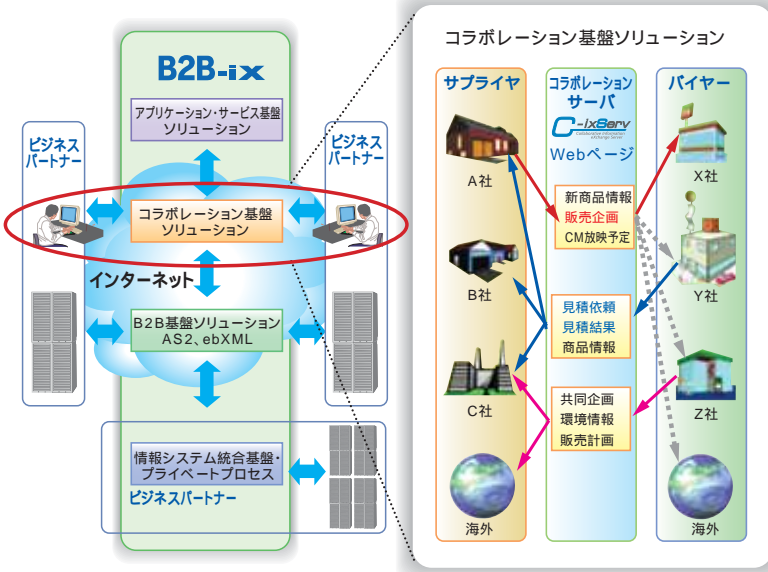 B2B-ix
アプリケーション・サービス基盤
ソリューション
ビジネス
パートナー
ビジネス
パートナー
コラボレーション基盤
ソリューション
インターネット
B2B基盤ソリューション
AS2、ebXML
情報システム統合基盤・
プライベートプロセス
ビジネスパートナー
コラボレーション基盤ソリューション
サプライヤ
A社
B社
C社
海外
コラボレーション
サーバ
C-ixServ
Collaborative Information
eXchange Server
Webページ
新商品情報
販売企画
CM放映予定
見積依頼
見積結果
商品情報
共同企画
環境情報
販売計画
バイヤー
X社
Y社
Z社
海外